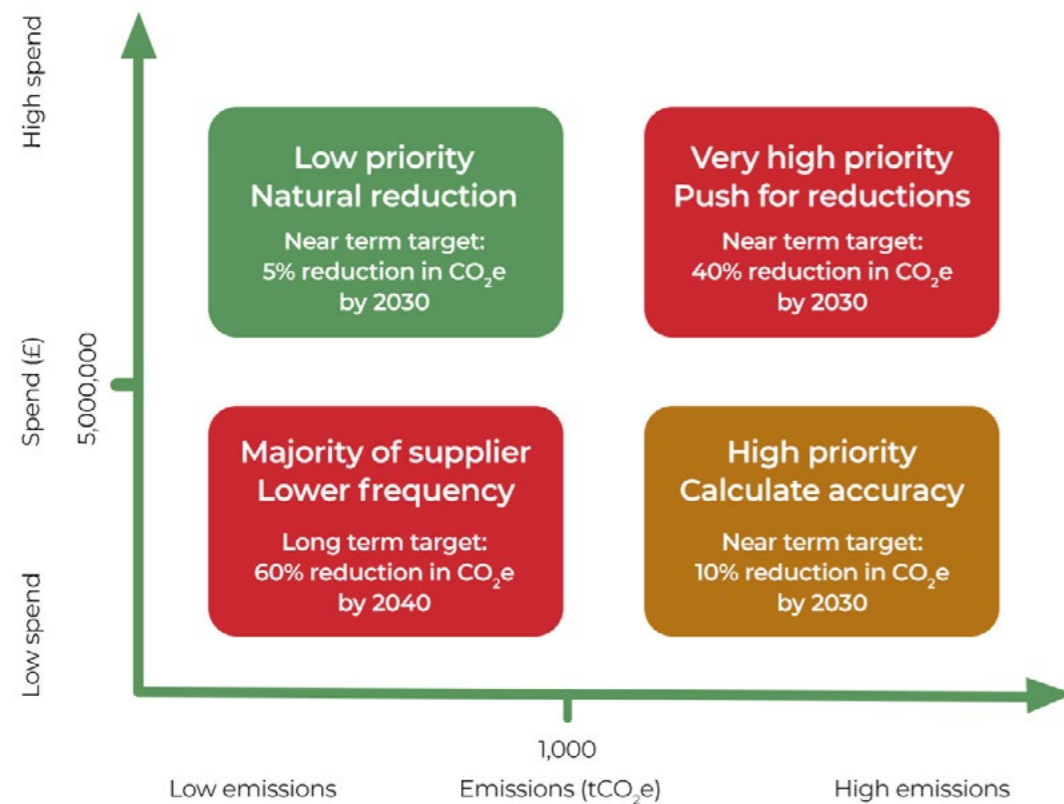 High spend
Low priority
Natural reduction
Near term target:
5% reduction in CO₂e
by 2030
Very high priority
Push for reductions
Near term target:
40% reduction in CO₂e
by 2030
Spend (£)
5,000,000
Majority of supplier
Lower frequency
Long term target:
60% reduction in CO₂e
by 2040
High priority
Calculate accuracy
Near term target:
10% reduction in CO₂e
by 2030
Low spend
1,000
Low emissions
Emissions (tCO₂e)
High emissions